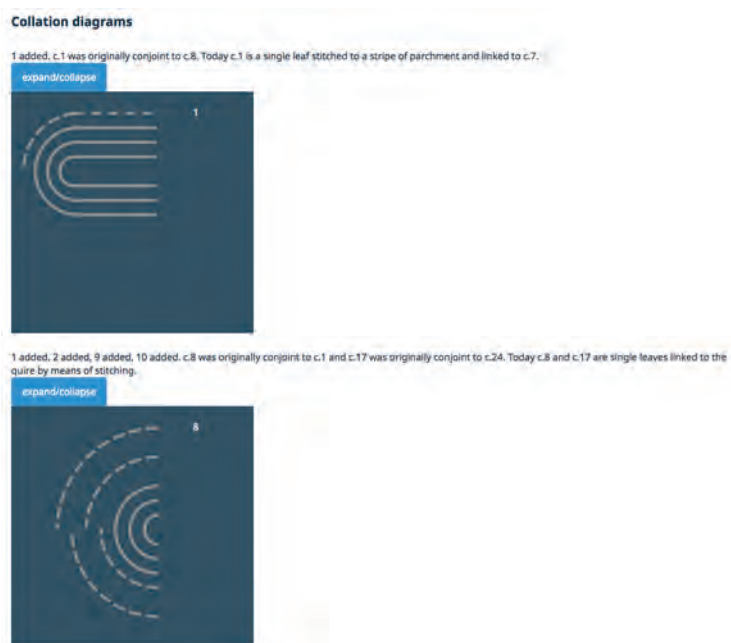 Collation diagrams
1 added. c.1 was originally conjoint to c.8. Today c.1 is a single leaf stitched to a stripe of parchment and linked to c.7.
expand/collapse
1
1 added, 2 added, 9 added, 10 added. c.8 was originally conjoint to c.1 and c.17 was originally conjoint to c.24. Today c.8 and c.17 are single leaves linked to the
quire by means of stitching.
expand/collapse
8